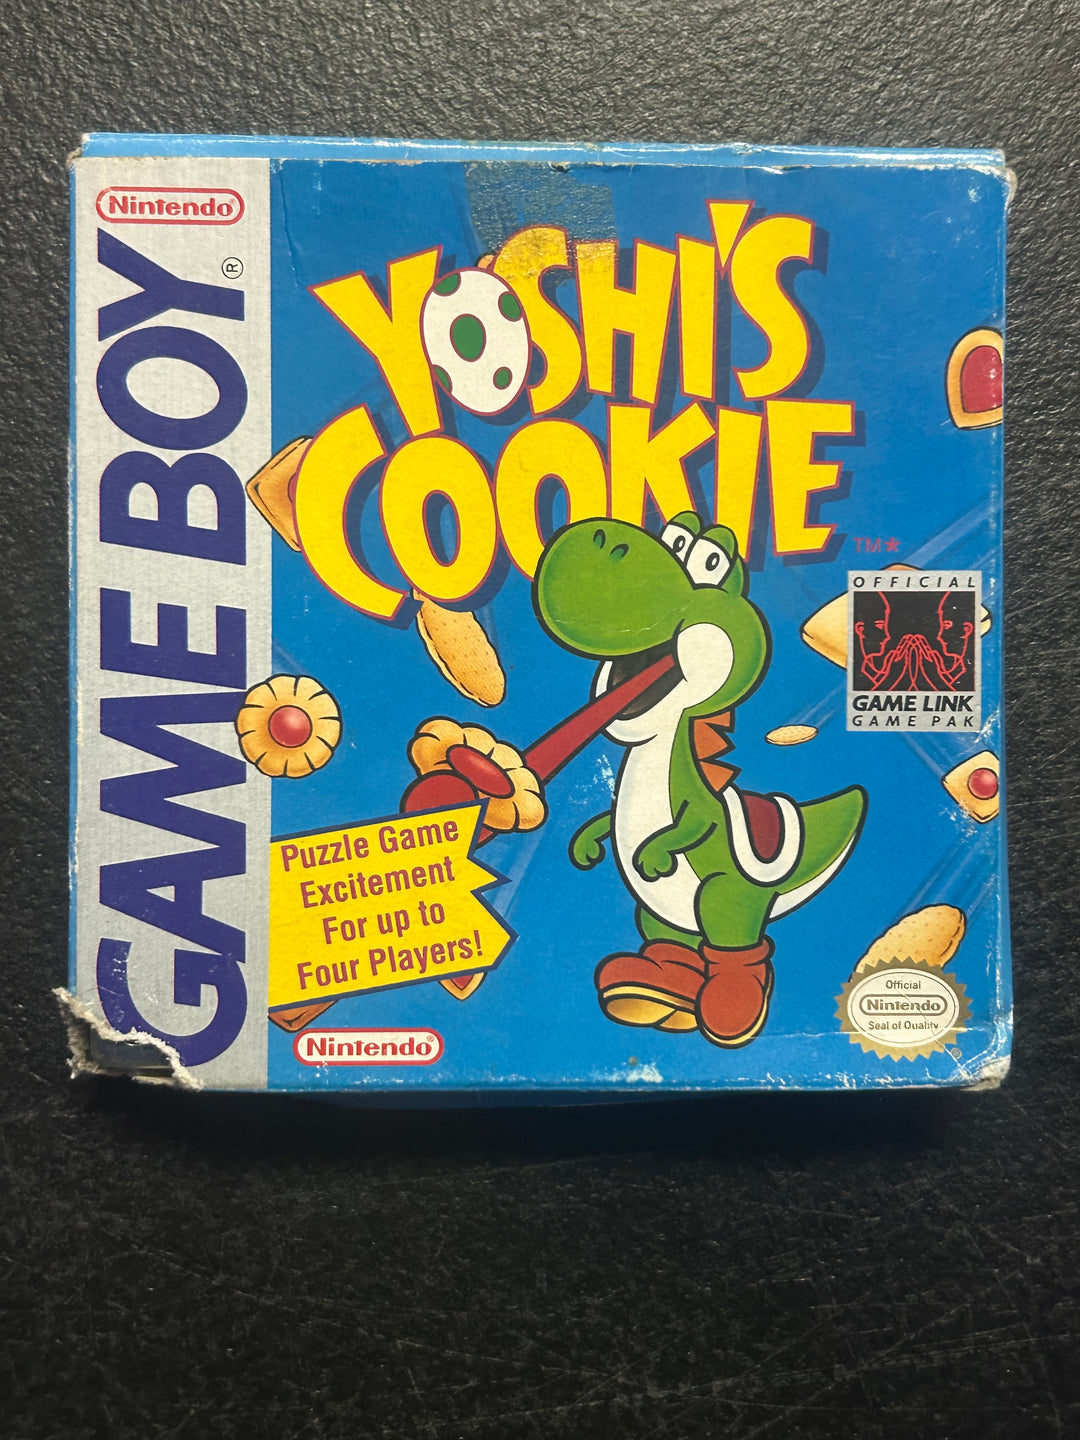 Nintendo
GAME BOY®
YOSHI'S
COOKIE
TM★
OFFICIAL
GAME LINK
GAME PAK
Puzzle Game
Excitement
For up to
Four Players!
Nintendo
Official
Nintendo
Seal of Quality
®